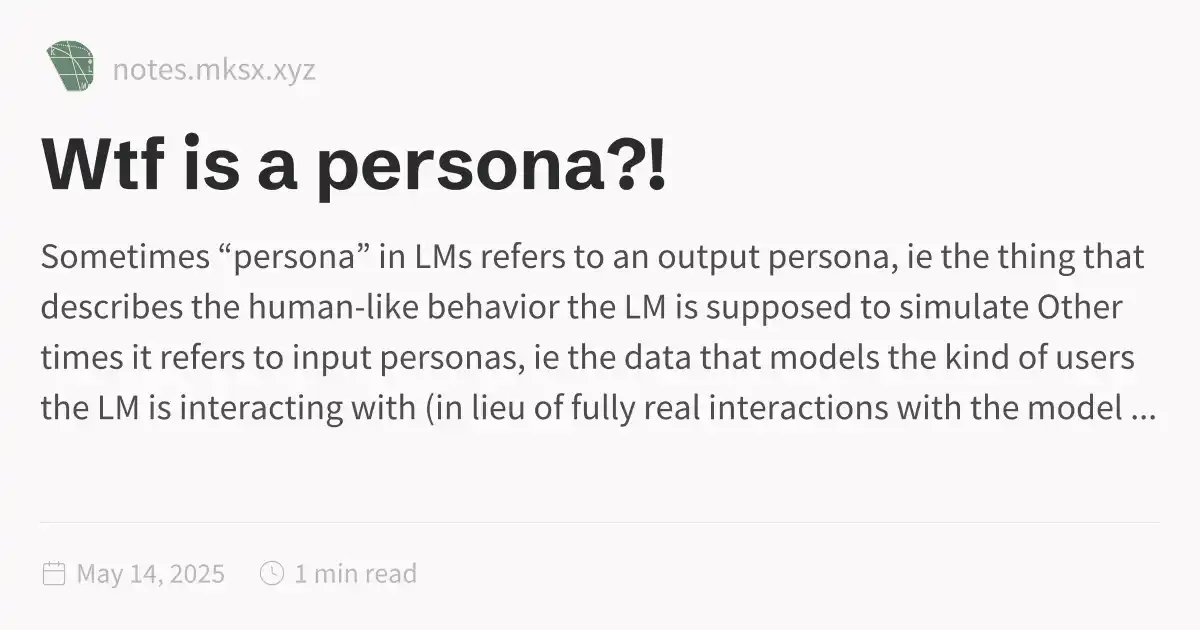 notes.mksx.xyz
Wtf is a persona?!
Sometimes “persona” in LMs refers to an output persona, ie the thing that
describes the human-like behavior the LM is supposed to simulate Other
times it refers to input personas, ie the data that models the kind of users
the LM is interacting with (in lieu of fully real interactions with the model ...
May 14, 2025
1 min read